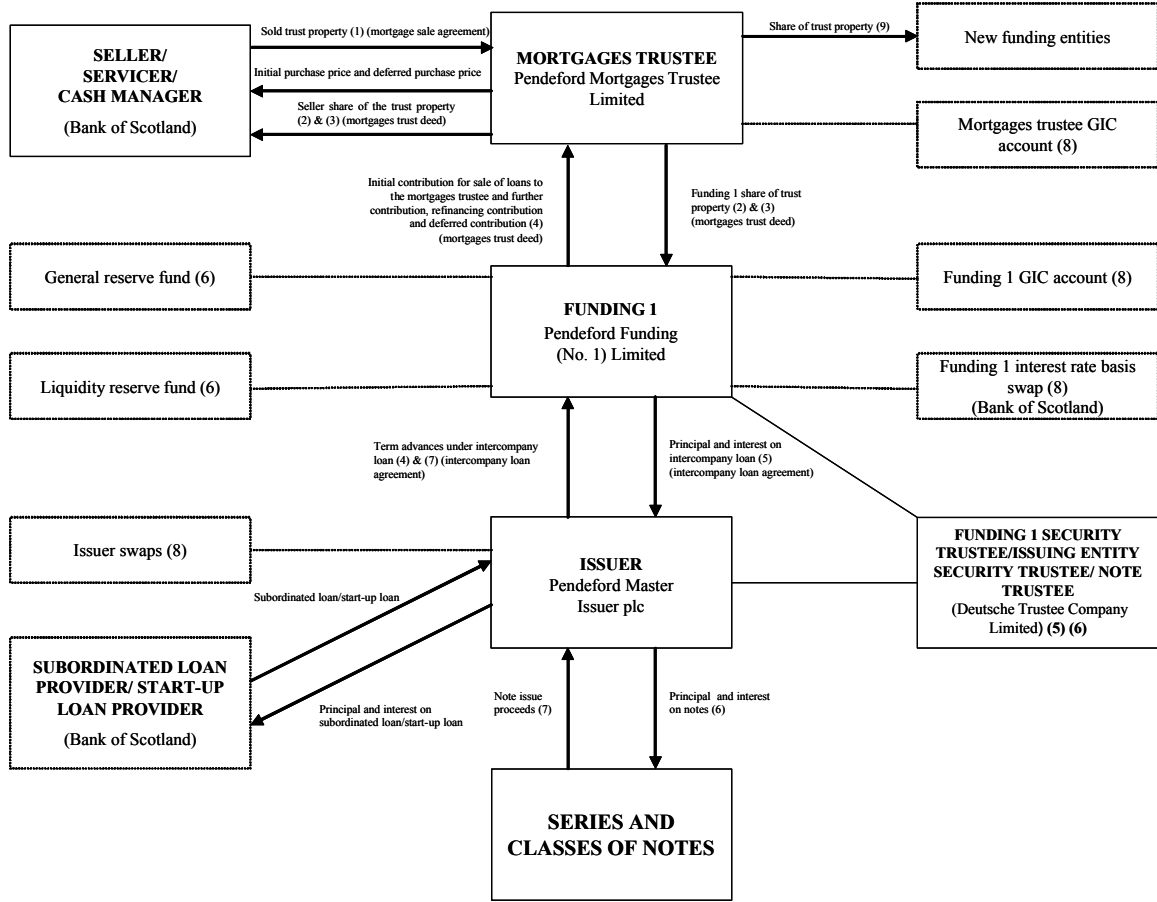 Sold trust property (1) (mortgage sale agreement)
Share of trust property (9)
SELLER/
SERVICER/
CASH MANAGER
(Bank of Scotland)
MORTGAGES TRUSTEE
Pendeford Mortgages Trustee
Limited
New funding entities
Initial purchase price and deferred purchase price
Seller share of the trust property
(2) & (3) (mortgages trust deed)
Mortgages trustee GIC
account (8)
Initial contribution for sale of loans to
the mortgages trustee and further
contribution, refinancing contribution
and deferred contribution (4)
(mortgages trust deed)
Funding 1 share of trust
property (2) & (3)
(mortgages trust deed)
General reserve fund (6)
FUNDING 1
Pendeford Funding
(No. 1) Limited
Funding 1 GIC account (8)
Liquidity reserve fund (6)
Funding 1 interest rate basis
swap (8)
(Bank of Scotland)
Term advances under intercompany
loan (4) & (7) (intercompany loan
agreement)
Principal and interest on
intercompany loan (5)
(intercompany loan agreement)
Issuer swaps (8)
ISSUER
Pendeford Master
Issuer plc
FUNDING 1 SECURITY
TRUSTEE/ISSUING ENTITY
SECURITY TRUSTEE/ NOTE
TRUSTEE
(Deutsche Trustee Company
Limited) (5) (6)
Subordinated loan/start-up loan
SUBORDINATED LOAN
PROVIDER/ START-UP
LOAN PROVIDER
(Bank of Scotland)
Principal and interest on
subordinated loan/start-up loan
Note issue
proceeds (7)
Principal and interest
on notes (6)
SERIES AND
CLASSES OF NOTES